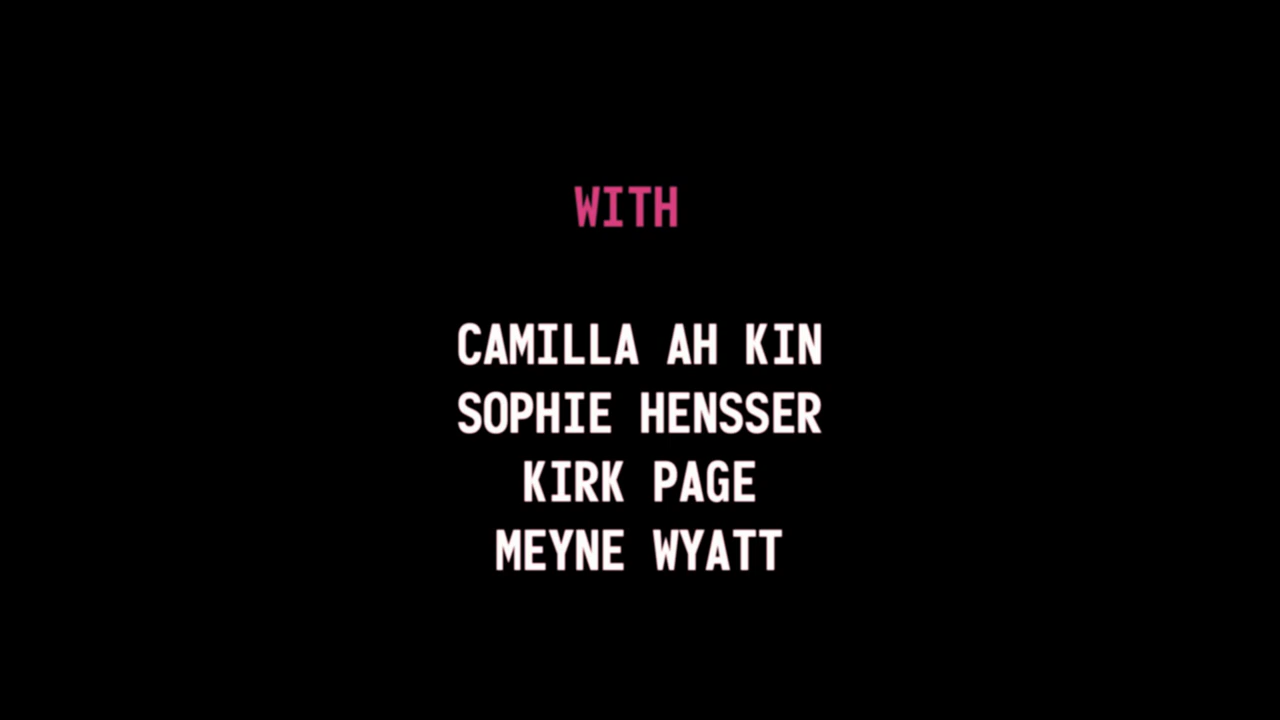 WITH
CAMILLA AH KIN
SOPHIE HENSSER
KIRK PAGE
MEYNE WYATT